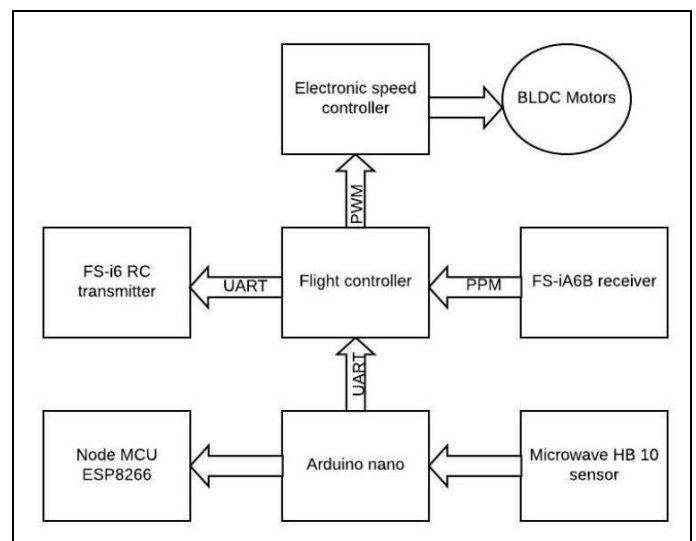 Electronic speed
controller
BLDC Motors
PWM
FS-i6 RC
transmitter
UART
Flight controller
PPM
FS-iA6B receiver
UART
Node MCU
ESP8266
Arduino nano
Microwave HB 10
sensor